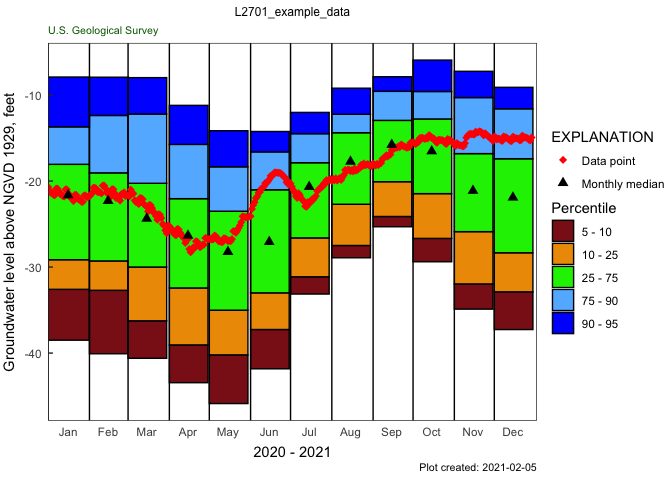 L2701_example_data
U.S. Geological Survey
Groundwater level above NGVD 1929, feet
-10
-20
-30
-40
Jan Feb Mar Apr May Jun Jul Aug Sep Oct Nov Dec
2020 - 2021
Plot created: 2021-02-05
EXPLANATION
Data point
Monthly median
Percentile
5 - 10
10 - 25
25 - 75
75 - 90
90 - 95